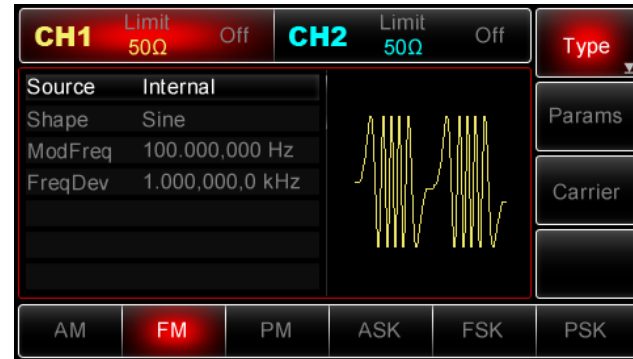 CH1 Limit 50Ω Off CH2 Limit 50Ω Off Type
Source Internal
Shape Sine
Params
ModFreq 100.000,000 Hz
FreqDev 1.000,000,0 kHz
Carrier
AM FM PM ASK FSK PSK